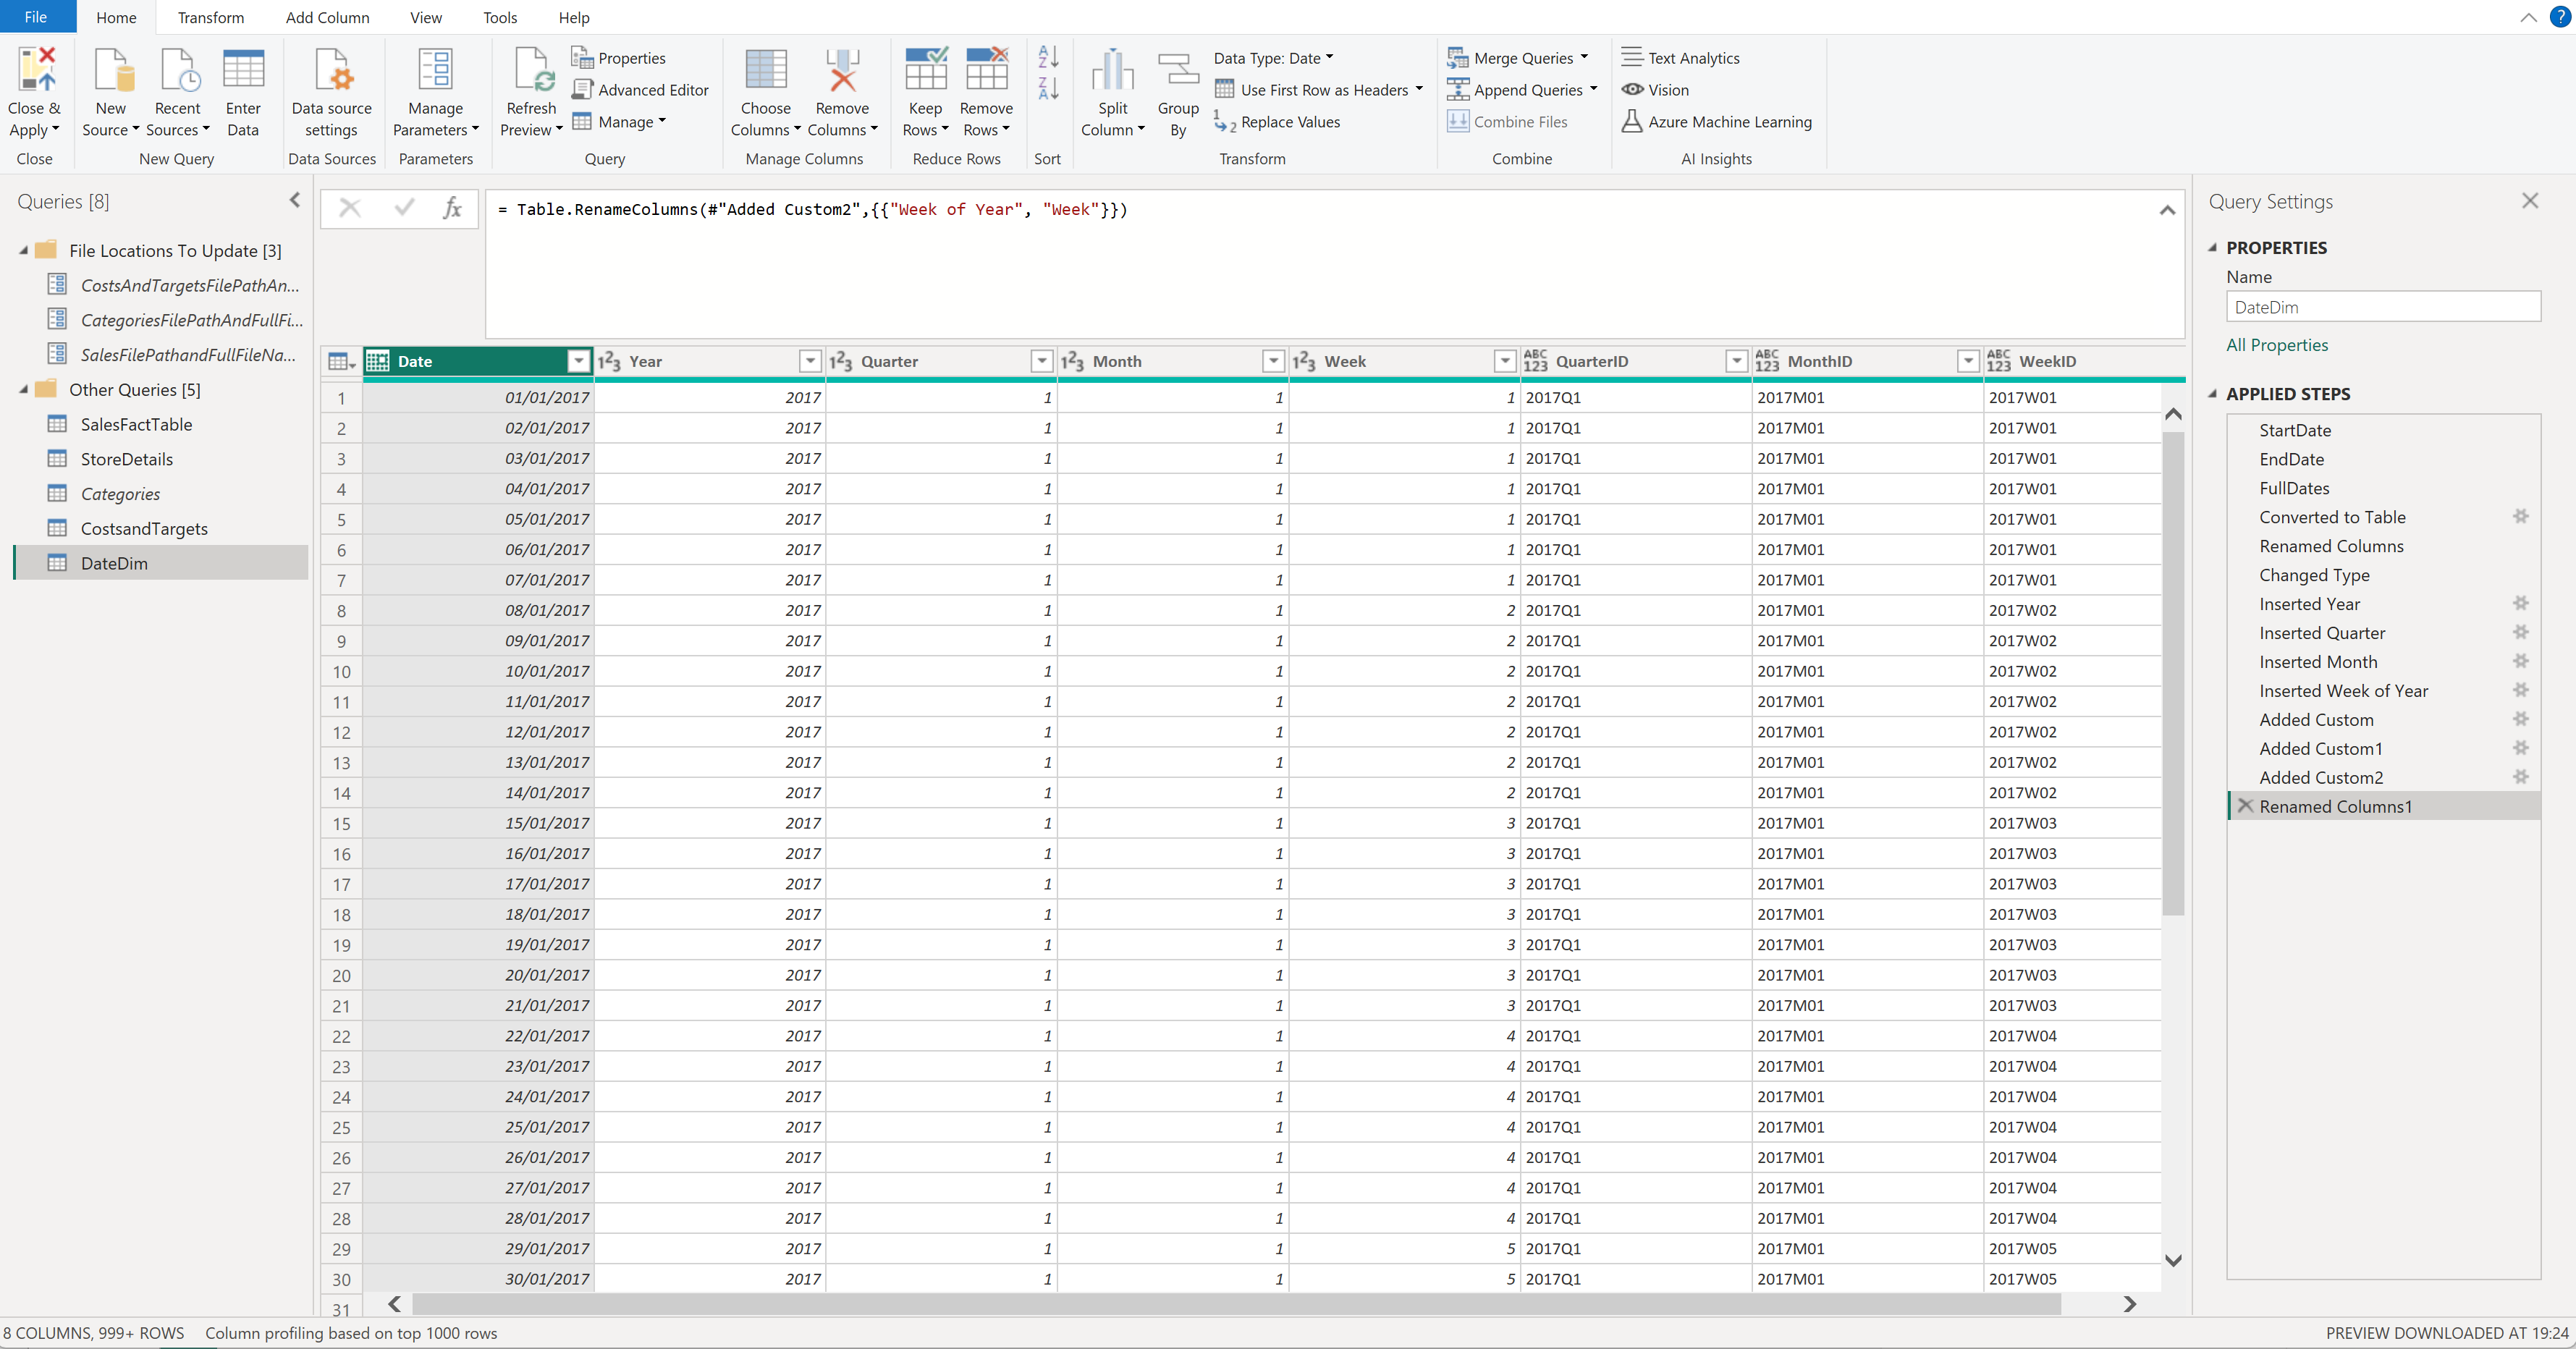 File Home Transform Add Column View Tools Help ?
Close & Apply New Source Recent Sources Enter Data Data source settings Manage Parameters Refresh Preview Properties Advanced Editor Manage Choose Columns Remove Columns Keep Rows Remove Rows Split Column Group By Data Type: Date Use First Row as Headers Replace Values Merge Queries Append Queries Combine Files Text Analytics Vision Azure Machine Learning
Close New Query Data Sources Parameters Query Manage Columns Reduce Rows Sort Transform Combine AI Insights
Queries [8]
File Locations To Update [3]
CostsAndTargetsFilePathAn...
CategoriesFilePathAndFullFi...
SalesFilePathandFullFileNa...
Other Queries [5]
SalesFactTable
StoreDetails
Categories
CostsandTargets
DateDim
fx
= Table.RenameColumns(#"Added Custom2",{{"Week of Year", "Week"}})
Date 123 Year 123 Quarter 123 Month 123 Week ABC 123 QuarterID ABC 123 MonthID ABC 123 WeekID
1 01/01/2017 2017 1 1 1 2017Q1 2017M01 2017W01
2 02/01/2017 2017 1 1 1 2017Q1 2017M01 2017W01
3 03/01/2017 2017 1 1 1 2017Q1 2017M01 2017W01
4 04/01/2017 2017 1 1 1 2017Q1 2017M01 2017W01
5 05/01/2017 2017 1 1 1 2017Q1 2017M01 2017W01
6 06/01/2017 2017 1 1 1 2017Q1 2017M01 2017W01
7 07/01/2017 2017 1 1 1 2017Q1 2017M01 2017W01
8 08/01/2017 2017 1 1 2 2017Q1 2017M01 2017W02
9 09/01/2017 2017 1 1 2 2017Q1 2017M01 2017W02
10 10/01/2017 2017 1 1 2 2017Q1 2017M01 2017W02
11 11/01/2017 2017 1 1 2 2017Q1 2017M01 2017W02
12 12/01/2017 2017 1 1 2 2017Q1 2017M01 2017W02
13 13/01/2017 2017 1 1 2 2017Q1 2017M01 2017W02
14 14/01/2017 2017 1 1 2 2017Q1 2017M01 2017W02
15 15/01/2017 2017 1 1 3 2017Q1 2017M01 2017W03
16 16/01/2017 2017 1 1 3 2017Q1 2017M01 2017W03
17 17/01/2017 2017 1 1 3 2017Q1 2017M01 2017W03
18 18/01/2017 2017 1 1 3 2017Q1 2017M01 2017W03
19 19/01/2017 2017 1 1 3 2017Q1 2017M01 2017W03
20 20/01/2017 2017 1 1 3 2017Q1 2017M01 2017W03
21 21/01/2017 2017 1 1 3 2017Q1 2017M01 2017W03
22 22/01/2017 2017 1 1 4 2017Q1 2017M01 2017W04
23 23/01/2017 2017 1 1 4 2017Q1 2017M01 2017W04
24 24/01/2017 2017 1 1 4 2017Q1 2017M01 2017W04
25 25/01/2017 2017 1 1 4 2017Q1 2017M01 2017W04
26 26/01/2017 2017 1 1 4 2017Q1 2017M01 2017W04
27 27/01/2017 2017 1 1 4 2017Q1 2017M01 2017W04
28 28/01/2017 2017 1 1 4 2017Q1 2017M01 2017W04
29 29/01/2017 2017 1 1 5 2017Q1 2017M01 2017W05
30 30/01/2017 2017 1 1 5 2017Q1 2017M01 2017W05
31
Query Settings
PROPERTIES
Name
DateDim
All Properties
APPLIED STEPS
StartDate
EndDate
FullDates
Converted to Table
Renamed Columns
Changed Type
Inserted Year
Inserted Quarter
Inserted Month
Inserted Week of Year
Added Custom
Added Custom1
Added Custom2
Renamed Columns1
8 COLUMNS, 999+ ROWS Column profiling based on top 1000 rows PREVIEW DOWNLOADED AT 19:24